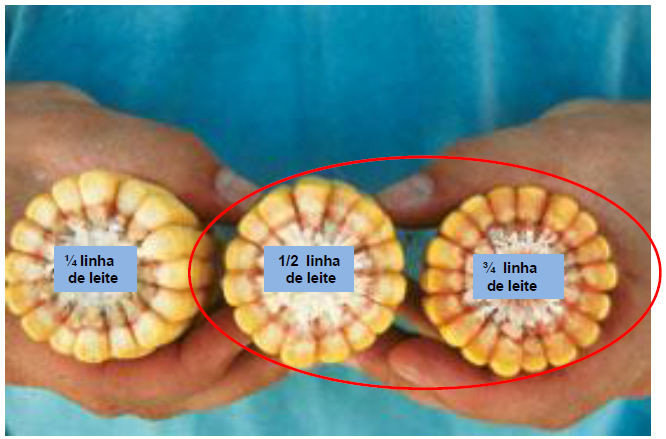 ¼ linha
de leite
1/2 linha
de leite
¾ linha
de leite